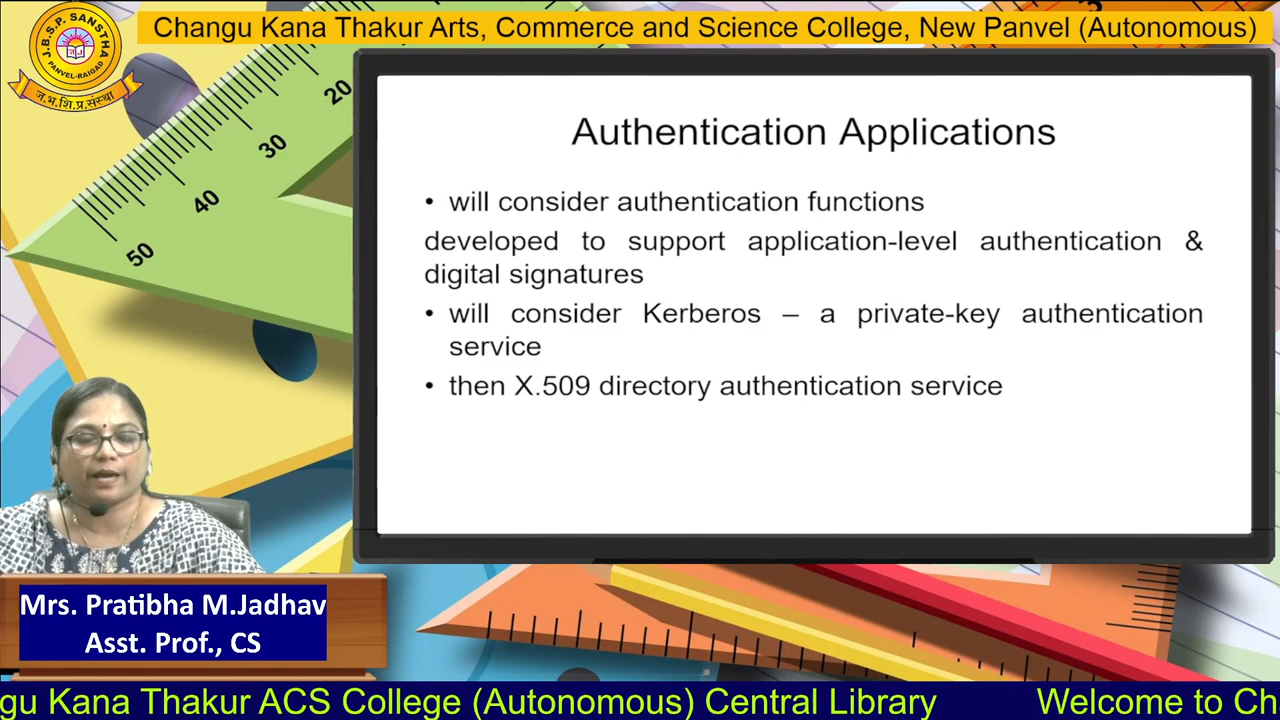 Changu Kana Thakur Arts, Commerce and Science College, New Panvel (Autonomous)
J.B.S.P. SANSTHA
PANVEL-RAIGAD
ज.भ.शि.प्र.संस्था
20
30
40
50
Authentication Applications
• will consider authentication functions
developed to support application-level authentication &
digital signatures
• will consider Kerberos – a private-key authentication
service
• then X.509 directory authentication service
Mrs. Pratibha M.Jadhav
Asst. Prof., CS
gu Kana Thakur ACS College (Autonomous) Central Library Welcome to Ch